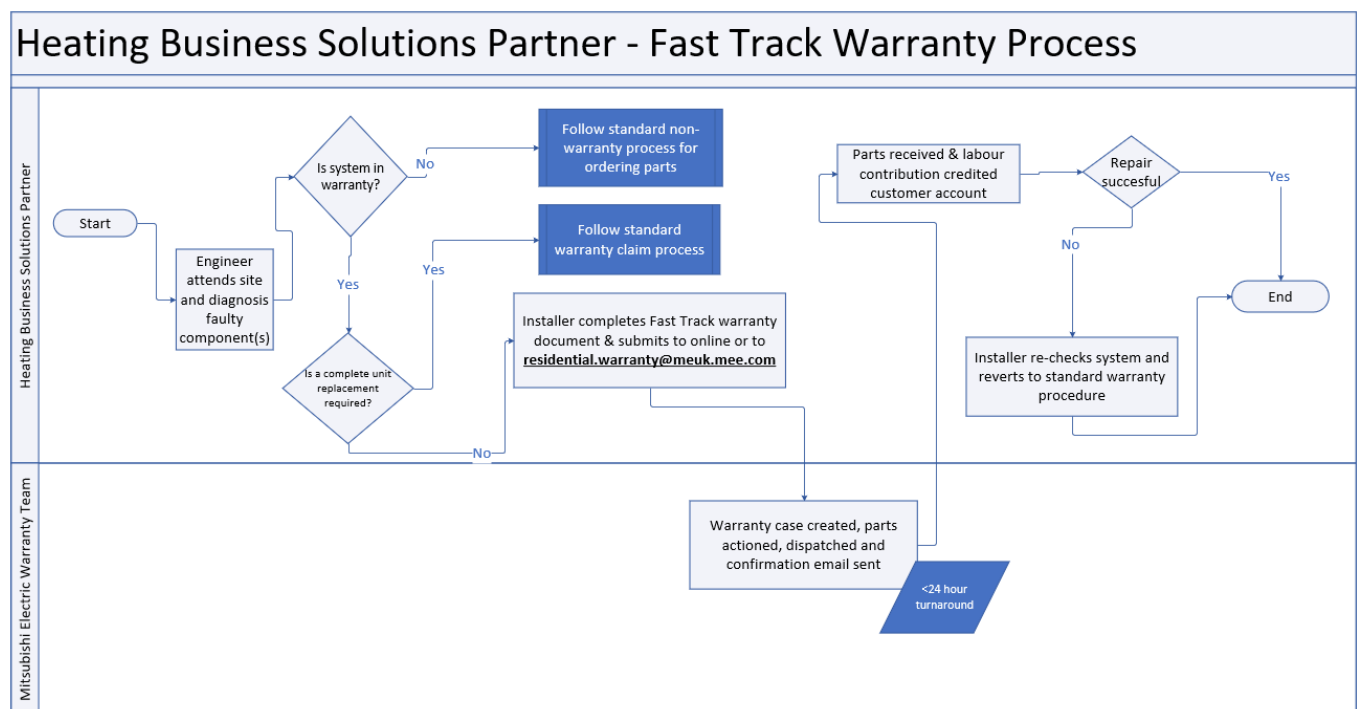 Heating Business Solutions Partner - Fast Track Warranty Process
Heating Business Solutions Partner
Start
Engineer
attends site
and diagnosis
faulty
component(s)
Is system in
warranty?
No
Follow standard non-
warranty process for
ordering parts
Yes
Is a complete unit
replacement
required?
Yes
Follow standard
warranty claim process
No
Installer completes Fast Track warranty
document & submits to online or to
residential.warranty@meuk.mee.com
Parts received & labour
contribution credited
customer account
Repair
succesful
Yes
No
Installer re-checks system and
reverts to standard warranty
procedure
End
Mitsubishi Electric Warranty Team
Warranty case created, parts
actioned, dispatched and
confirmation email sent
<24 hour
turnaround